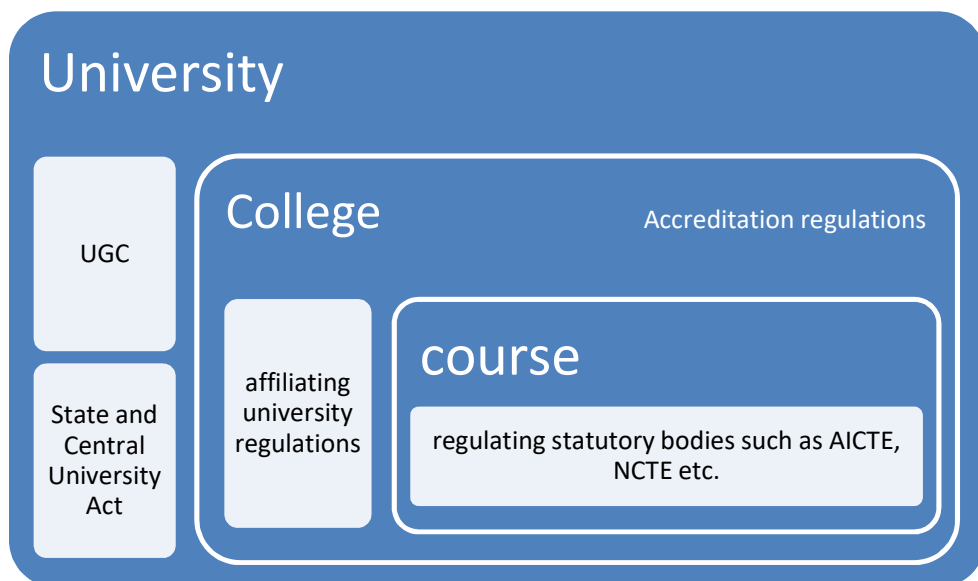 University
UGC
State and
Central
University
Act
College
Accreditation regulations
affiliating
university
regulations
course
regulating statutory bodies such as AICTE,
NCTE etc.